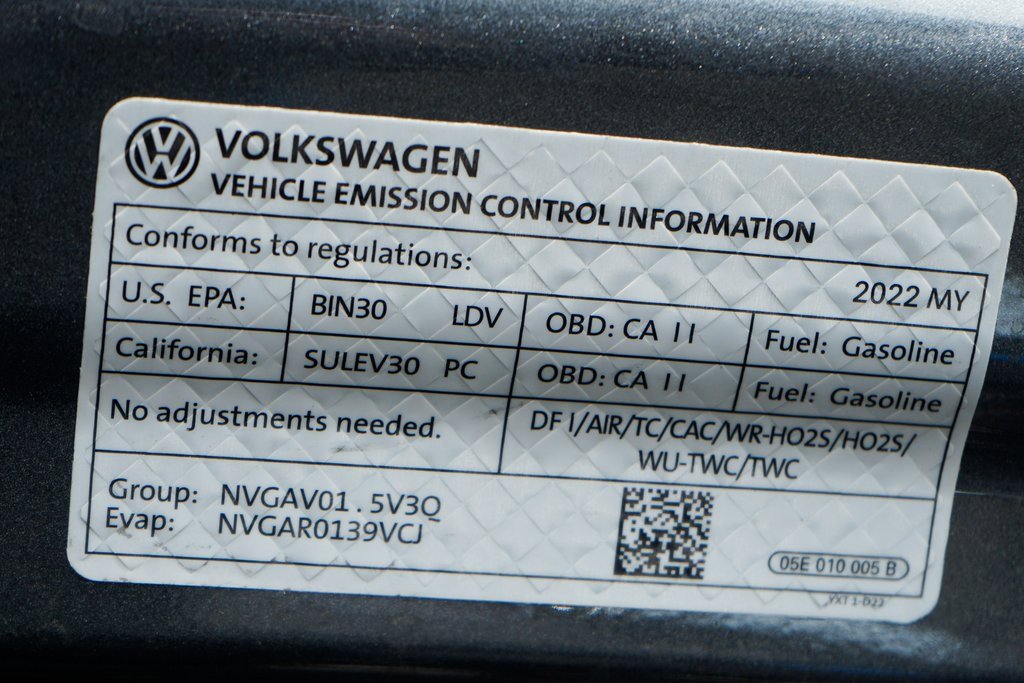 VOLKSWAGEN
VEHICLE EMISSION CONTROL INFORMATION
Conforms to regulations: 2022 MY
U.S. EPA: BIN30 LDV OBD: CA II Fuel: Gasoline
California: SULEV30 PC OBD: CA II Fuel: Gasoline
No adjustments needed. DFI/AIR/TC/CAC/WR-HO2S/HO2S/
WU-TWC/TWC
Group: NVGAV01.5V3Q
Evap: NVGAR0139VCJ
05E 010 005 B